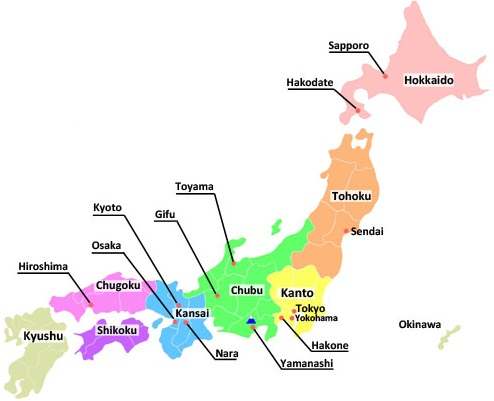 Sapporo
Hokkaido
Hakodate
Toyama
Tohoku
Kyoto
Gifu
Sendai
Osaka
Hiroshima
Chugoku
Chubu
Kanto
Kansai
Tokyo
Yokohama
Okinawa
Shikoku
Kyushu
Hakone
Nara
Yamanashi